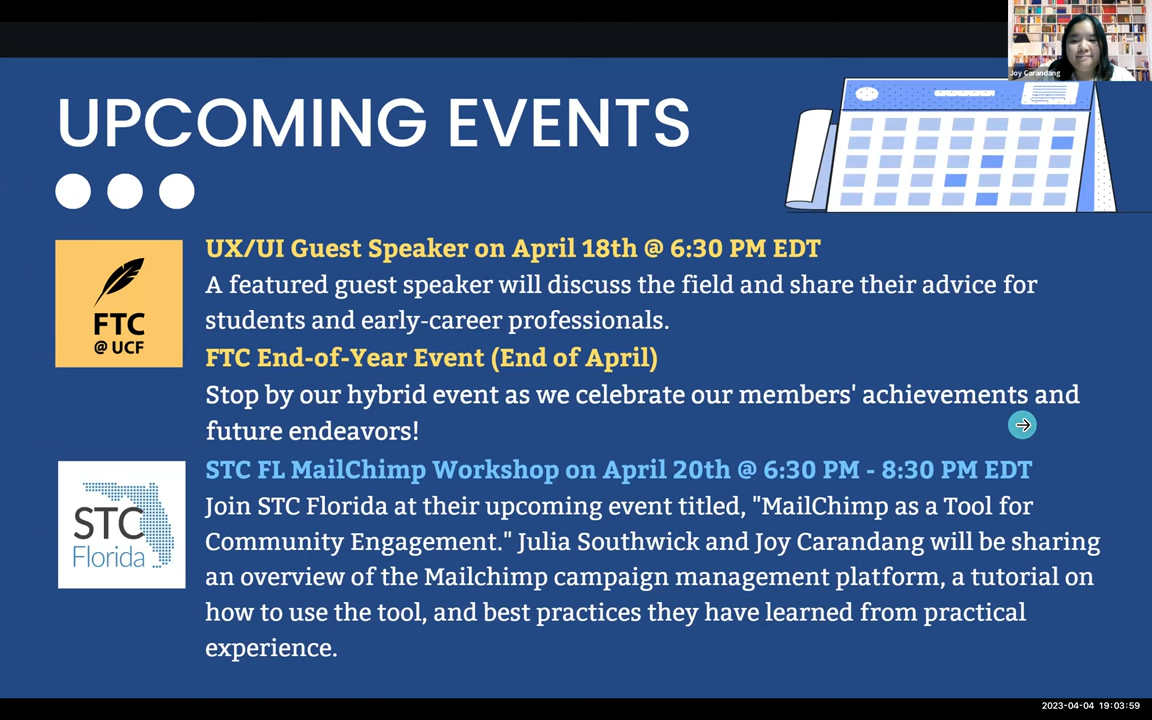 Joy Carandang
UPCOMING EVENTS
FTC
@ UCF
UX/UI Guest Speaker on April 18th @ 6:30 PM EDT
A featured guest speaker will discuss the field and share their advice for
students and early-career professionals.
FTC End-of-Year Event (End of April)
Stop by our hybrid event as we celebrate our members' achievements and
future endeavors!
STC
Florida
STC FL MailChimp Workshop on April 20th @ 6:30 PM - 8:30 PM EDT
Join STC Florida at their upcoming event titled, "MailChimp as a Tool for
Community Engagement." Julia Southwick and Joy Carandang will be sharing
an overview of the Mailchimp campaign management platform, a tutorial on
how to use the tool, and best practices they have learned from practical
experience.
2023-04-04 19:03:59